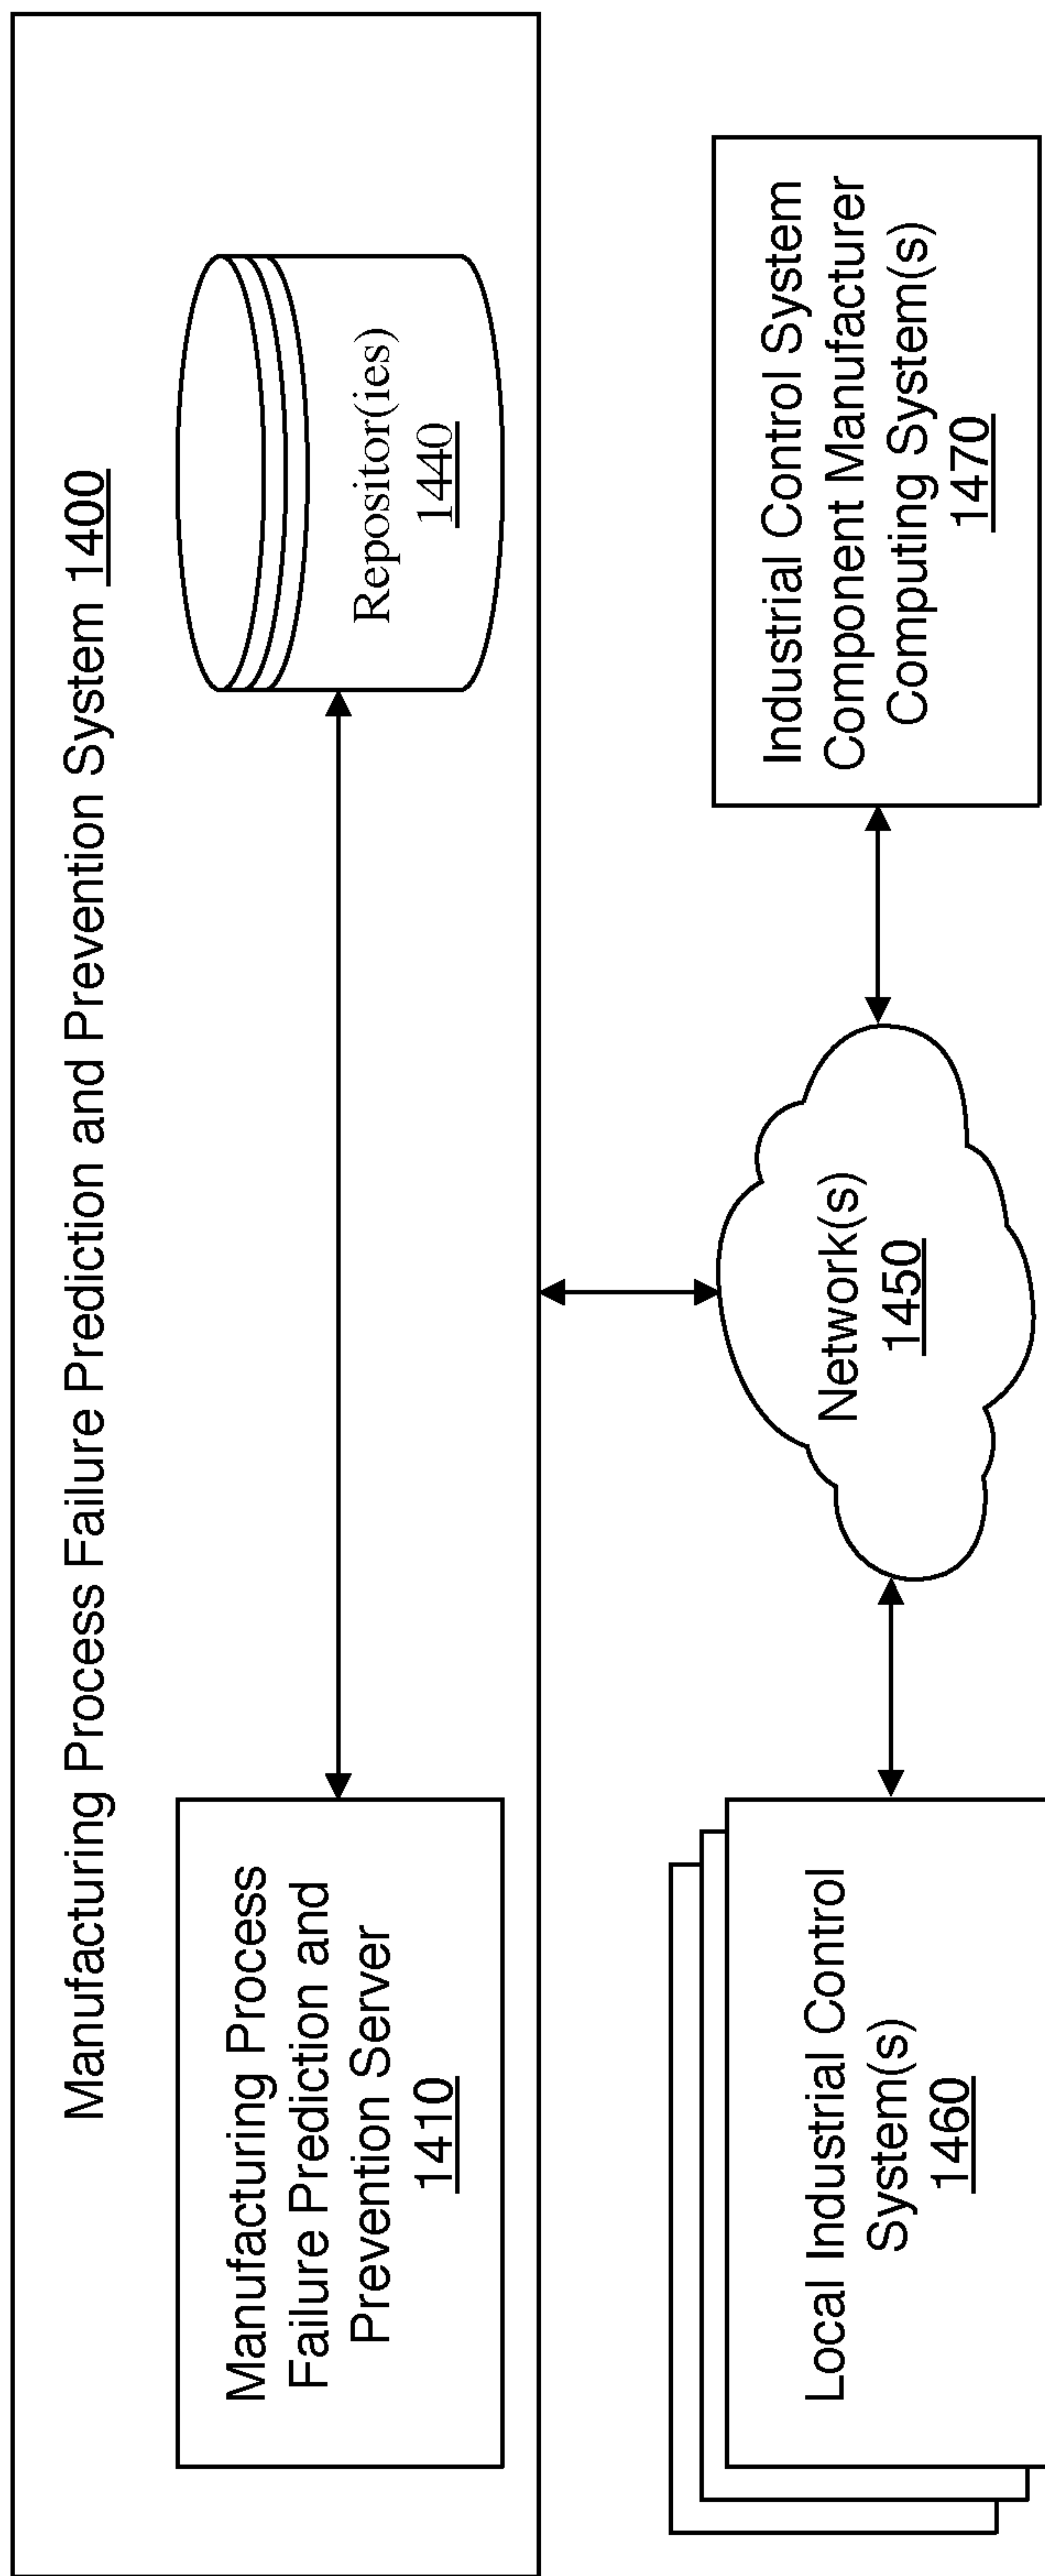 Manufacturing Process Failure Prediction and Prevention System 1400
Manufacturing Process
Failure Prediction and
Prevention Server
1410
Repositor(ies)
1440
Local Industrial Control
System(s)
1460
Network(s)
1450
Industrial Control System
Component Manufacturer
Computing System(s)
1470